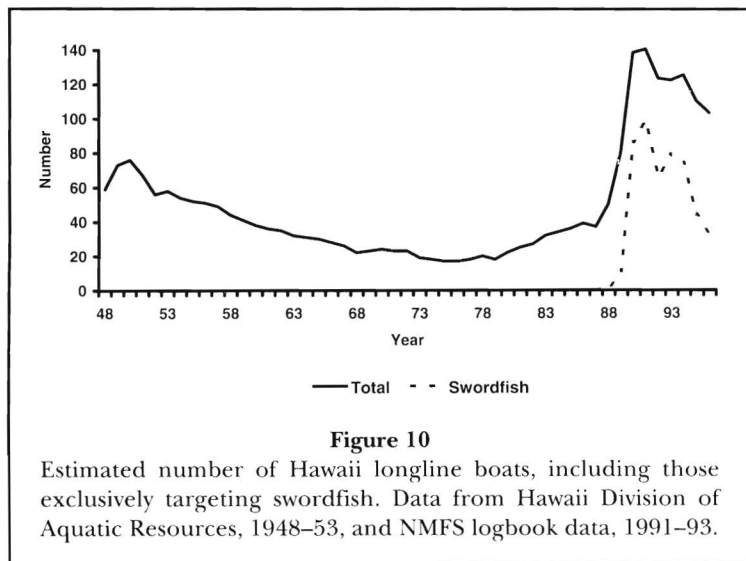 140
120
100
80
60
40
20
0
Number
48 53 58 63 68 73 78 83 88 93
Year
Total Swordfish
Figure 10
Estimated number of Hawaii longline boats, including those
exclusively targeting swordfish. Data from Hawaii Division of
Aquatic Resources, 1948–53, and NMFS logbook data, 1991–93.